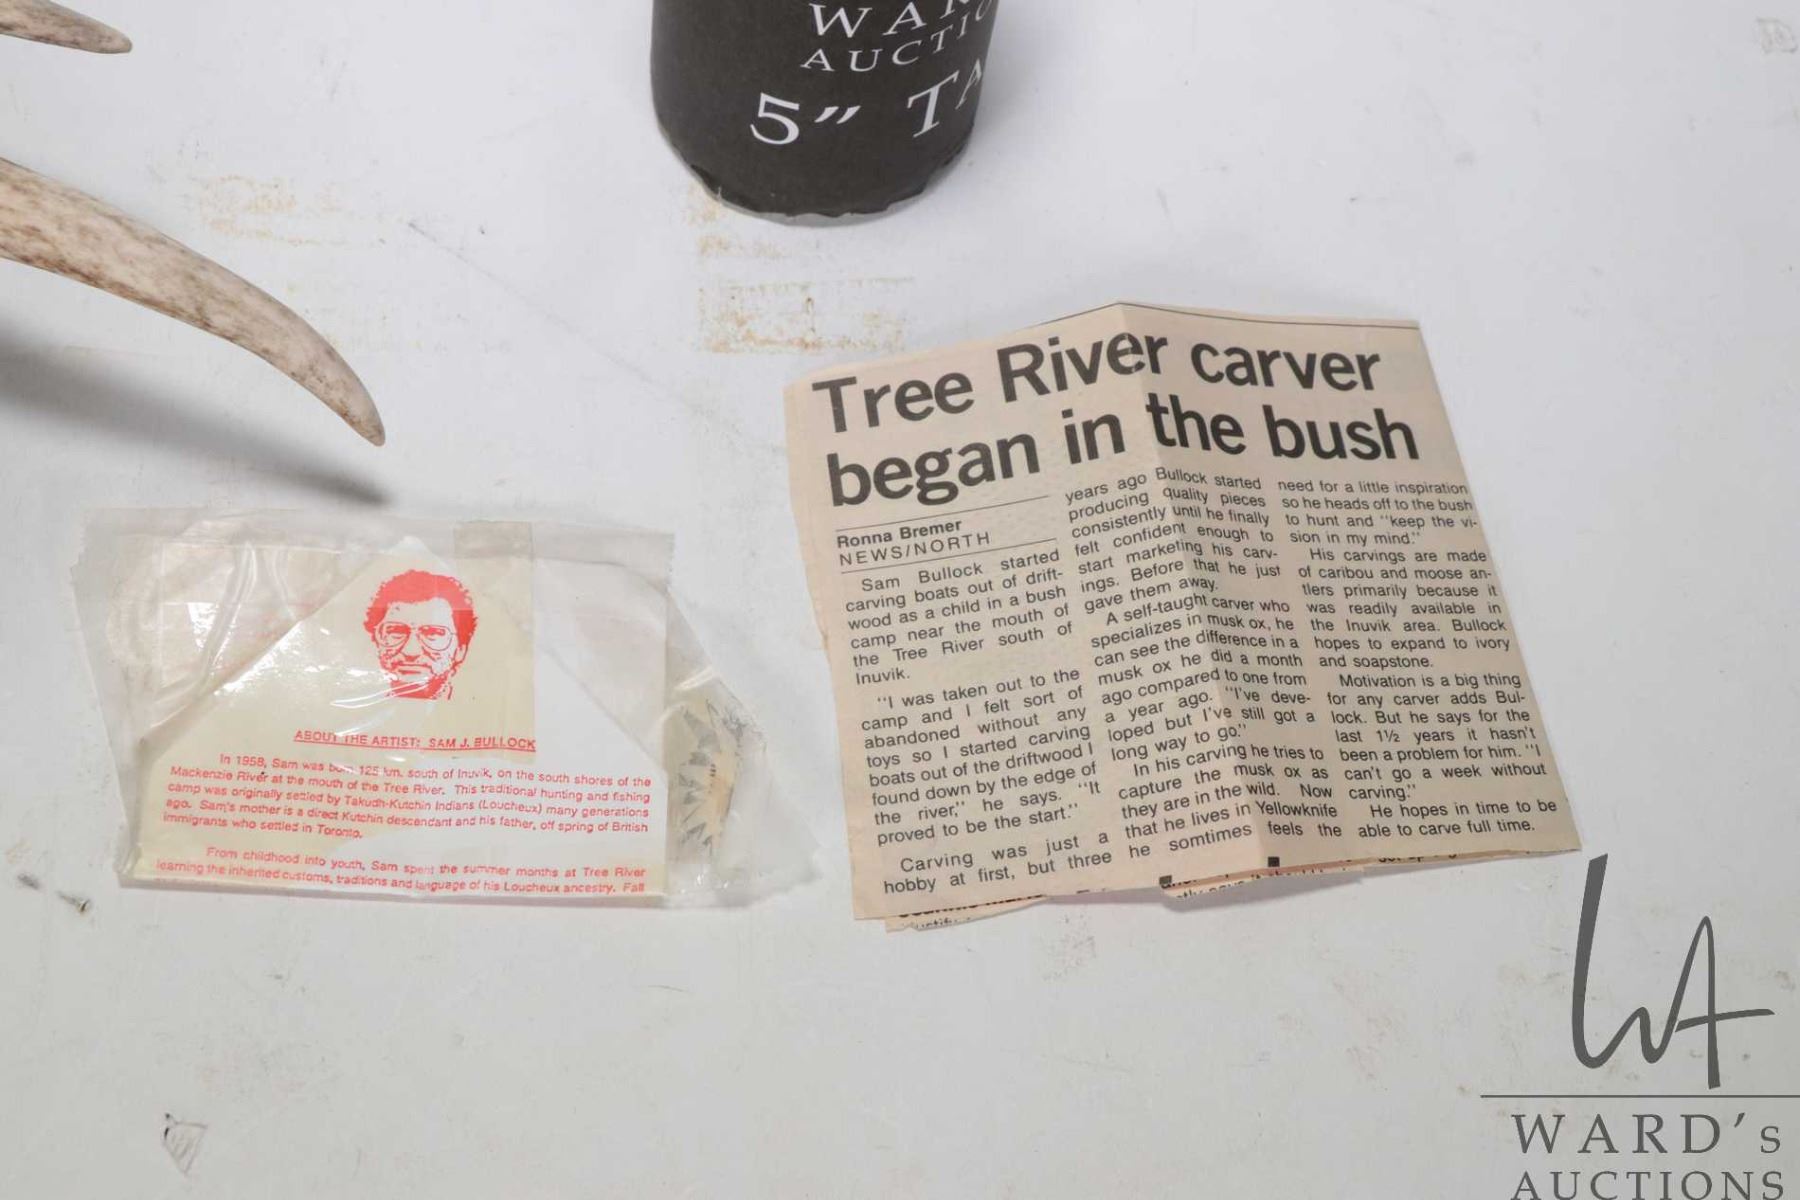 WAR
AUCTIO
5" TA
ABOUT THE ARTIST: SAM J. BULLOCK
In 1958, Sam was born 125 km. south of Inuvik, on the south shores of the
Mackenzie River at the mouth of the Tree River. This traditional hunting and fishing
camp was originally settled by Takudh-Kutchin Indians (Loucheux) many generations
ago. Sam's mother is a direct Kutchin descendant and his father, off spring of British
immigrants who settled in Toronto.
From childhood into youth, Sam spent the summer months at Tree River
learning the inherited customs, traditions and language of his Loucheux ancestry. Fall
Tree River carver
began in the bush
Ronna Bremer
NEWS/NORTH
Sam Bullock started
carving boats out of drift-
wood as a child in a bush
camp near the mouth of
the Tree River south of
Inuvik.
"I was taken out to the
camp and I felt sort of
abandoned without any
toys so I started carving
boats out of the driftwood I
found down by the edge of
the river," he says. "It
proved to be the start."
Carving was just a
hobby at first, but three
years ago Bullock started
producing quality pieces
consistently until he finally
felt confident enough to
start marketing his carv-
ings. Before that he just
gave them away.
A self-taught carver who
specializes in musk ox, he
can see the difference in a
musk ox he did a month
ago compared to one from
a year ago. "I've deve-
loped but I've still got a
long way to go."
In his carving he tries to
capture the musk ox as
they are in the wild. Now
that he lives in Yellowknife
he somtimes feels the
need for a little inspiration
so he heads off to the bush
to hunt and "keep the vi-
sion in my mind."
His carvings are made
of caribou and moose an-
tlers primarily because it
was readily available in
the Inuvik area. Bullock
hopes to expand to ivory
and soapstone.
Motivation is a big thing
for any carver adds Bul-
lock. But he says for the
last 1½ years it hasn't
been a problem for him. "I
can't go a week without
carving."
He hopes in time to be
able to carve full time.
WA
WARD'S
AUCTIONS